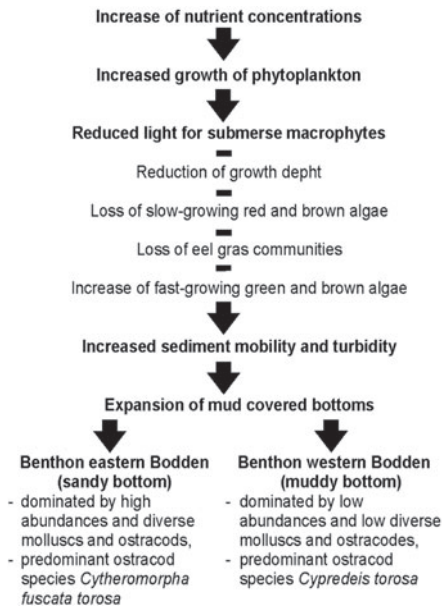 Increase of nutrient concentrations
Increased growth of phytoplankton
Reduced light for submerse macrophytes
Reduction of growth depht
Loss of slow-growing red and brown algae
Loss of eel gras communities
Increase of fast-growing green and brown algae
Increased sediment mobility and turbidity
Expansion of mud covered bottoms
Benthon eastern Bodden
(sandy bottom)
- dominated by high
abundances and diverse
molluscs and ostracods,
- predominant ostracod
species Cytheromorpha
fuscata torosa
Benthon western Bodden
(muddy bottom)
- dominated by low
abundances and low diverse
molluscs and ostracodes,
- predominant ostracod
species Cypredeis torosa